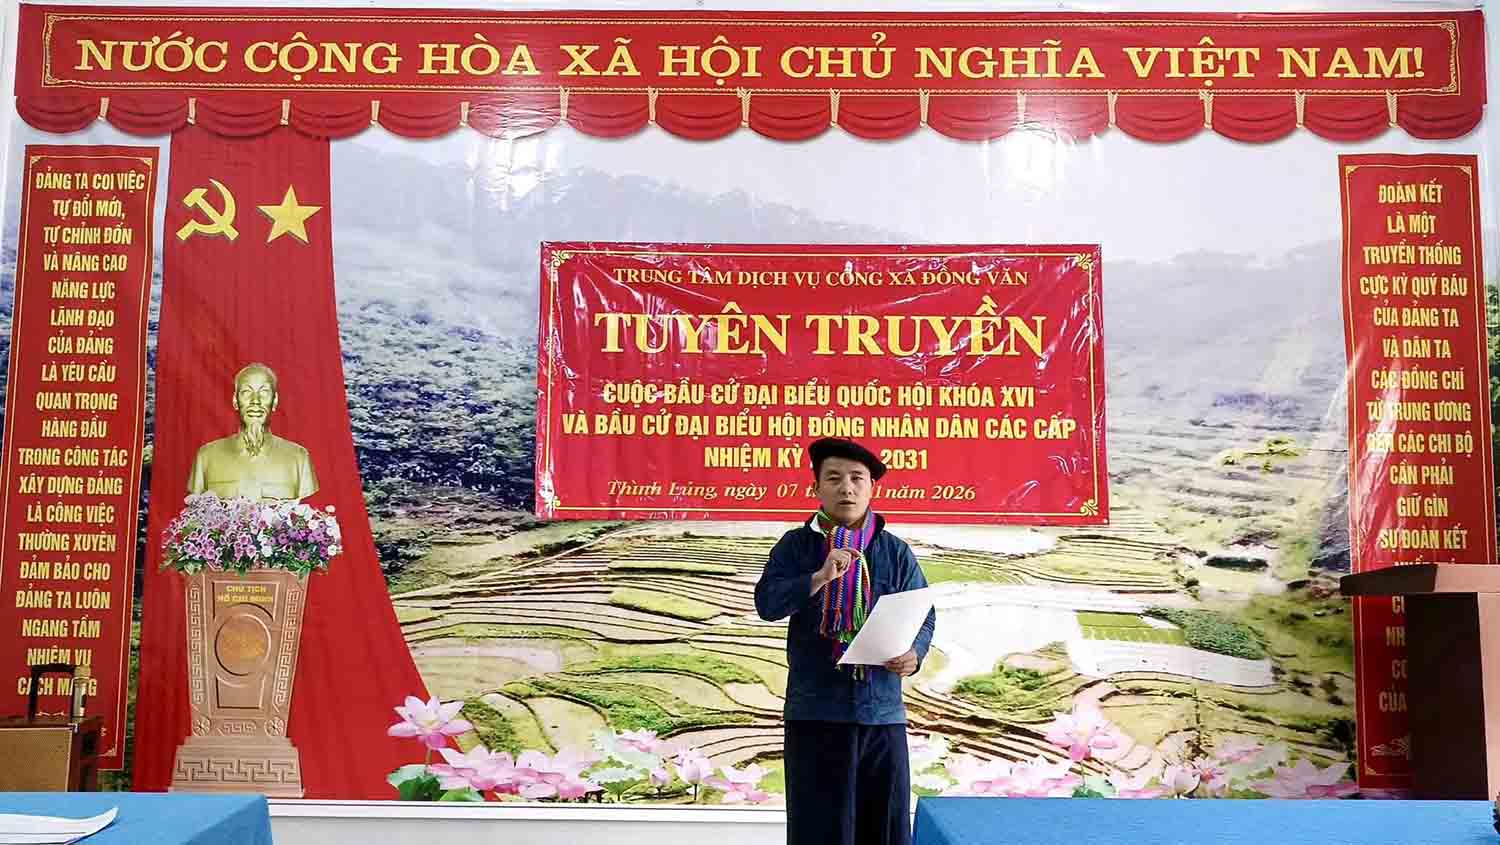 NƯỚC CỘNG HÒA XÃ HỘI CHỦ NGHĨA VIỆT NAM!
ĐẢNG TA COI VIỆC
TỰ ĐỔI MỚI,
TỰ CHỈNH ĐỐN
VÀ NÂNG CAO
NĂNG LỰC
LÃNH ĐẠO
CỦA ĐẢNG
LÀ YÊU CẦU
QUAN TRỌNG
HÀNG ĐẦU
TRONG CÔNG TÁC
XÂY DỰNG ĐẢNG
LÀ CÔNG VIỆC
THƯỜNG XUYÊN
ĐẢM BẢO CHO
ĐẢNG TA LUÔN
NGANG TẦM
NHIỆM VỤ
CÁCH MẠNG
CHỦ TỊCH
HỒ CHÍ MINH
TRUNG TÂM DỊCH VỤ CÔNG XÃ ĐỒNG VĂN
TUYÊN TRUYỀN
CUỘC BẦU CỬ ĐẠI BIỂU QUỐC HỘI KHÓA XVI
VÀ BẦU CỬ ĐẠI BIỂU HỘI ĐỒNG NHÂN DÂN CÁC CẤP
NHIỆM KỲ 2031
Thình Lủng, ngày 07 năm 2026
ĐOÀN KẾT
LÀ MỘT
TRUYỀN THỐNG
CỰC KỲ QUÝ BÁU
CỦA ĐẢNG TA
VÀ DÂN TA
CÁC ĐỒNG CHÍ
TỪ TRUNG ƯƠNG
ĐẾN CÁC CHI BỘ
CẦN PHẢI
GIỮ GÌN
SỰ ĐOÀN KẾT